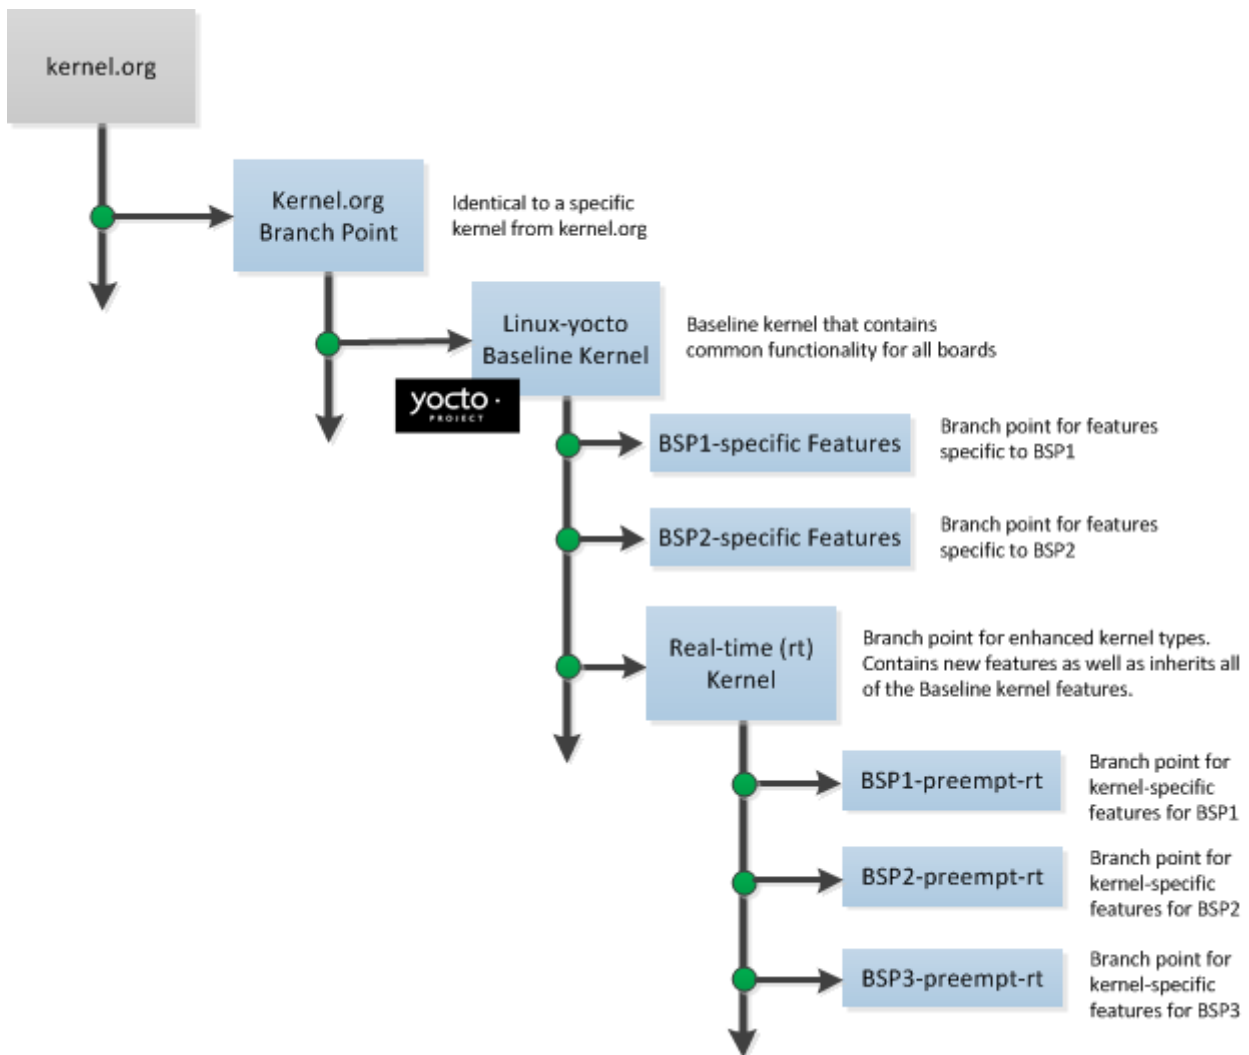 kernel.org
Kernel.org
Branch Point
Identical to a specific
kernel from kernel.org
Linux-yocto
Baseline Kernel
Baseline kernel that contains
common functionality for all boards
yocto ·
PROJECT
BSP1-specific Features
Branch point for features
specific to BSP1
BSP2-specific Features
Branch point for features
specific to BSP2
Real-time (rt)
Kernel
Branch point for enhanced kernel types.
Contains new features as well as inherits all
of the Baseline kernel features.
BSP1-preempt-rt
Branch point for
kernel-specific
features for BSP1
BSP2-preempt-rt
Branch point for
kernel-specific
features for BSP2
BSP3-preempt-rt
Branch point for
kernel-specific
features for BSP3